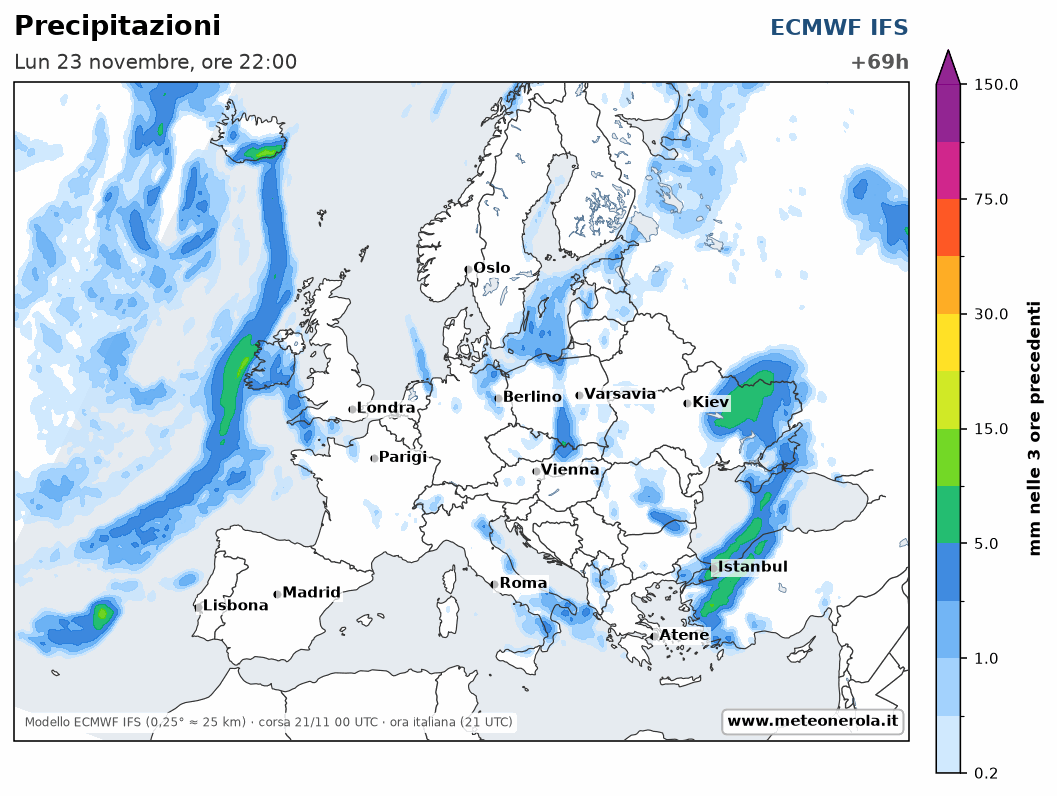 Precipitazioni
ECMWF IFS
Lun 23 novembre, ore 22:00
+69h
150.0
75.0
30.0
15.0
5.0
1.0
0.2
mm nelle 3 ore precedenti
Oslo
Berlino
Varsavia
Kiev
Londra
Parigi
Vienna
Istanbul
Roma
Madrid
Lisbona
Atene
Modello ECMWF IFS (0,25° ≈ 25 km) · corsa 21/11 00 UTC · ora italiana (21 UTC)
www.meteonerola.it